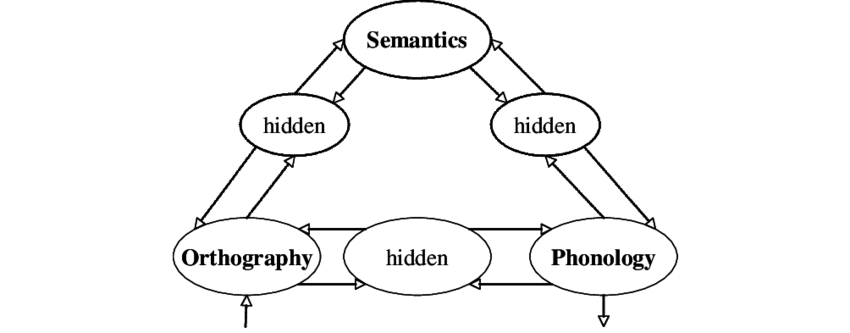 Semantics
hidden
hidden
Orthography
hidden
Phonology